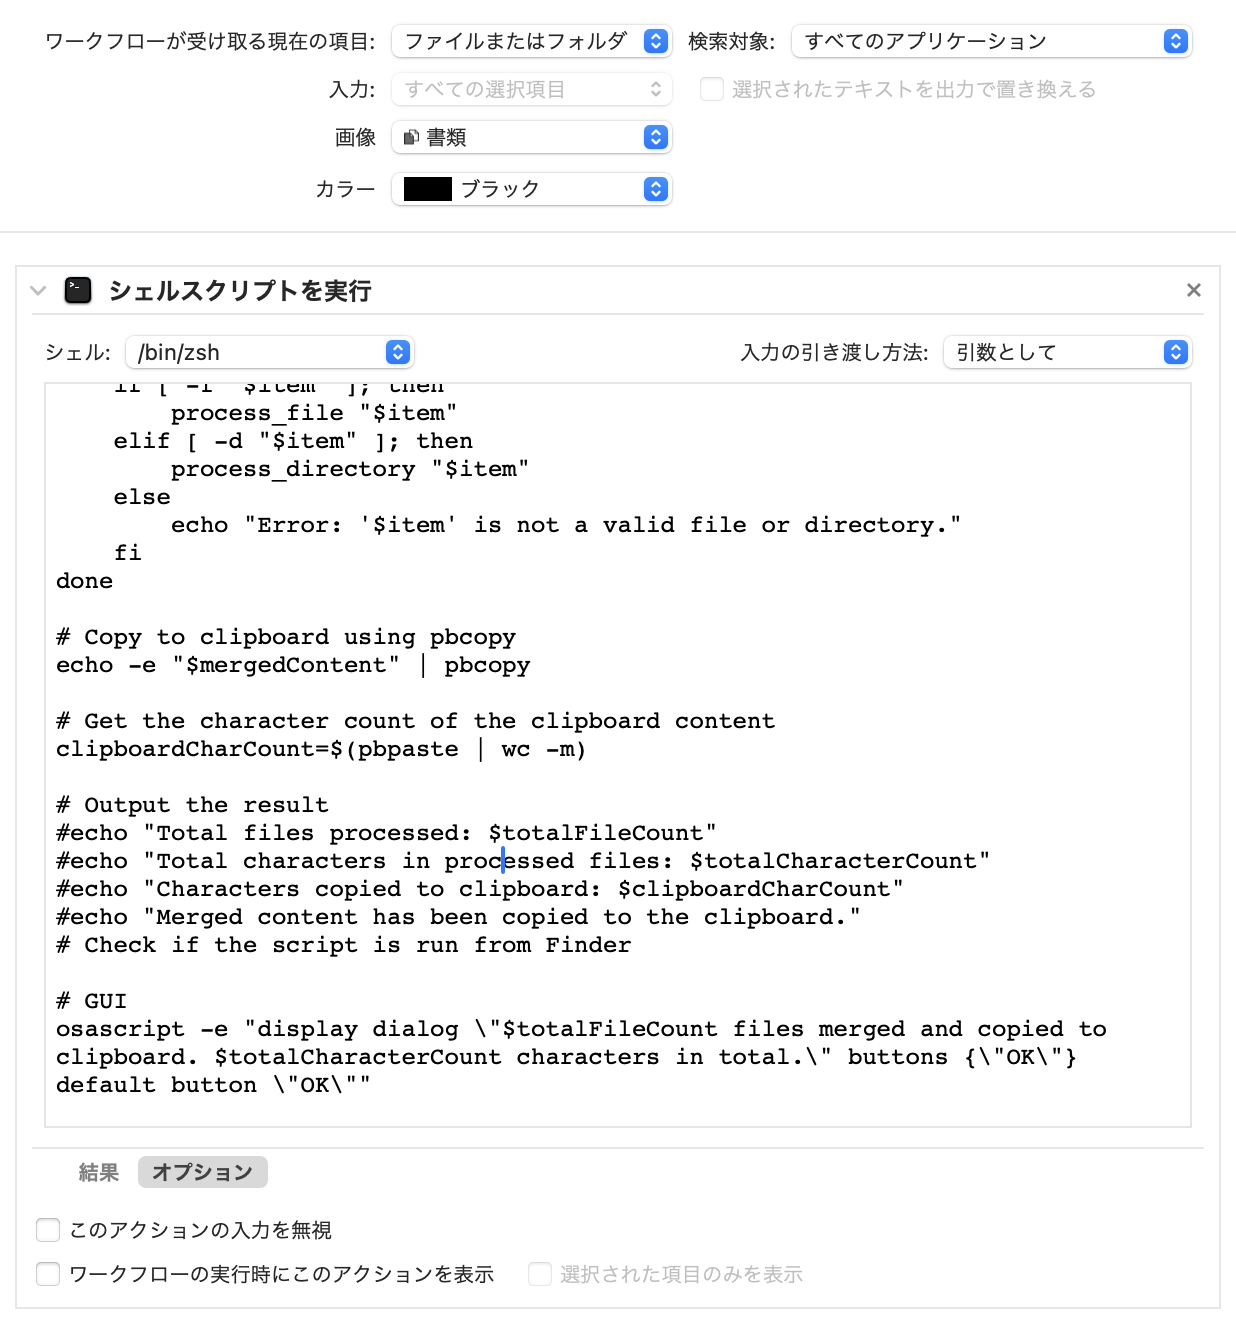 ワークフローが受け取る現在の項目: ファイルまたはフォルダ 検索対象: すべてのアプリケーション
入力: すべての選択項目 選択されたテキストを出力で置き換える
画像 書類
カラー ブラック
シェルスクリプトを実行
シェル: /bin/zsh 入力の引き渡し方法: 引数として
if [ -f "$item" ]; then
process_file "$item"
elif [ -d "$item" ]; then
process_directory "$item"
else
echo "Error: '$item' is not a valid file or directory."
fi
done
# Copy to clipboard using pbcopy
echo -e "$mergedContent" | pbcopy
# Get the character count of the clipboard content
clipboardCharCount=$(pbpaste | wc -m)
# Output the result
#echo "Total files processed: $totalFileCount"
#echo "Total characters in processed files: $totalCharacterCount"
#echo "Characters copied to clipboard: $clipboardCharCount"
#echo "Merged content has been copied to the clipboard."
# Check if the script is run from Finder
# GUI
osascript -e "display dialog \"$totalFileCount files merged and copied to
clipboard. $totalCharacterCount characters in total.\" buttons {\"OK\"}
default button \"OK\""
結果 オプション
このアクションの入力を無視
ワークフローの実行時にこのアクションを表示 選択された項目のみを表示